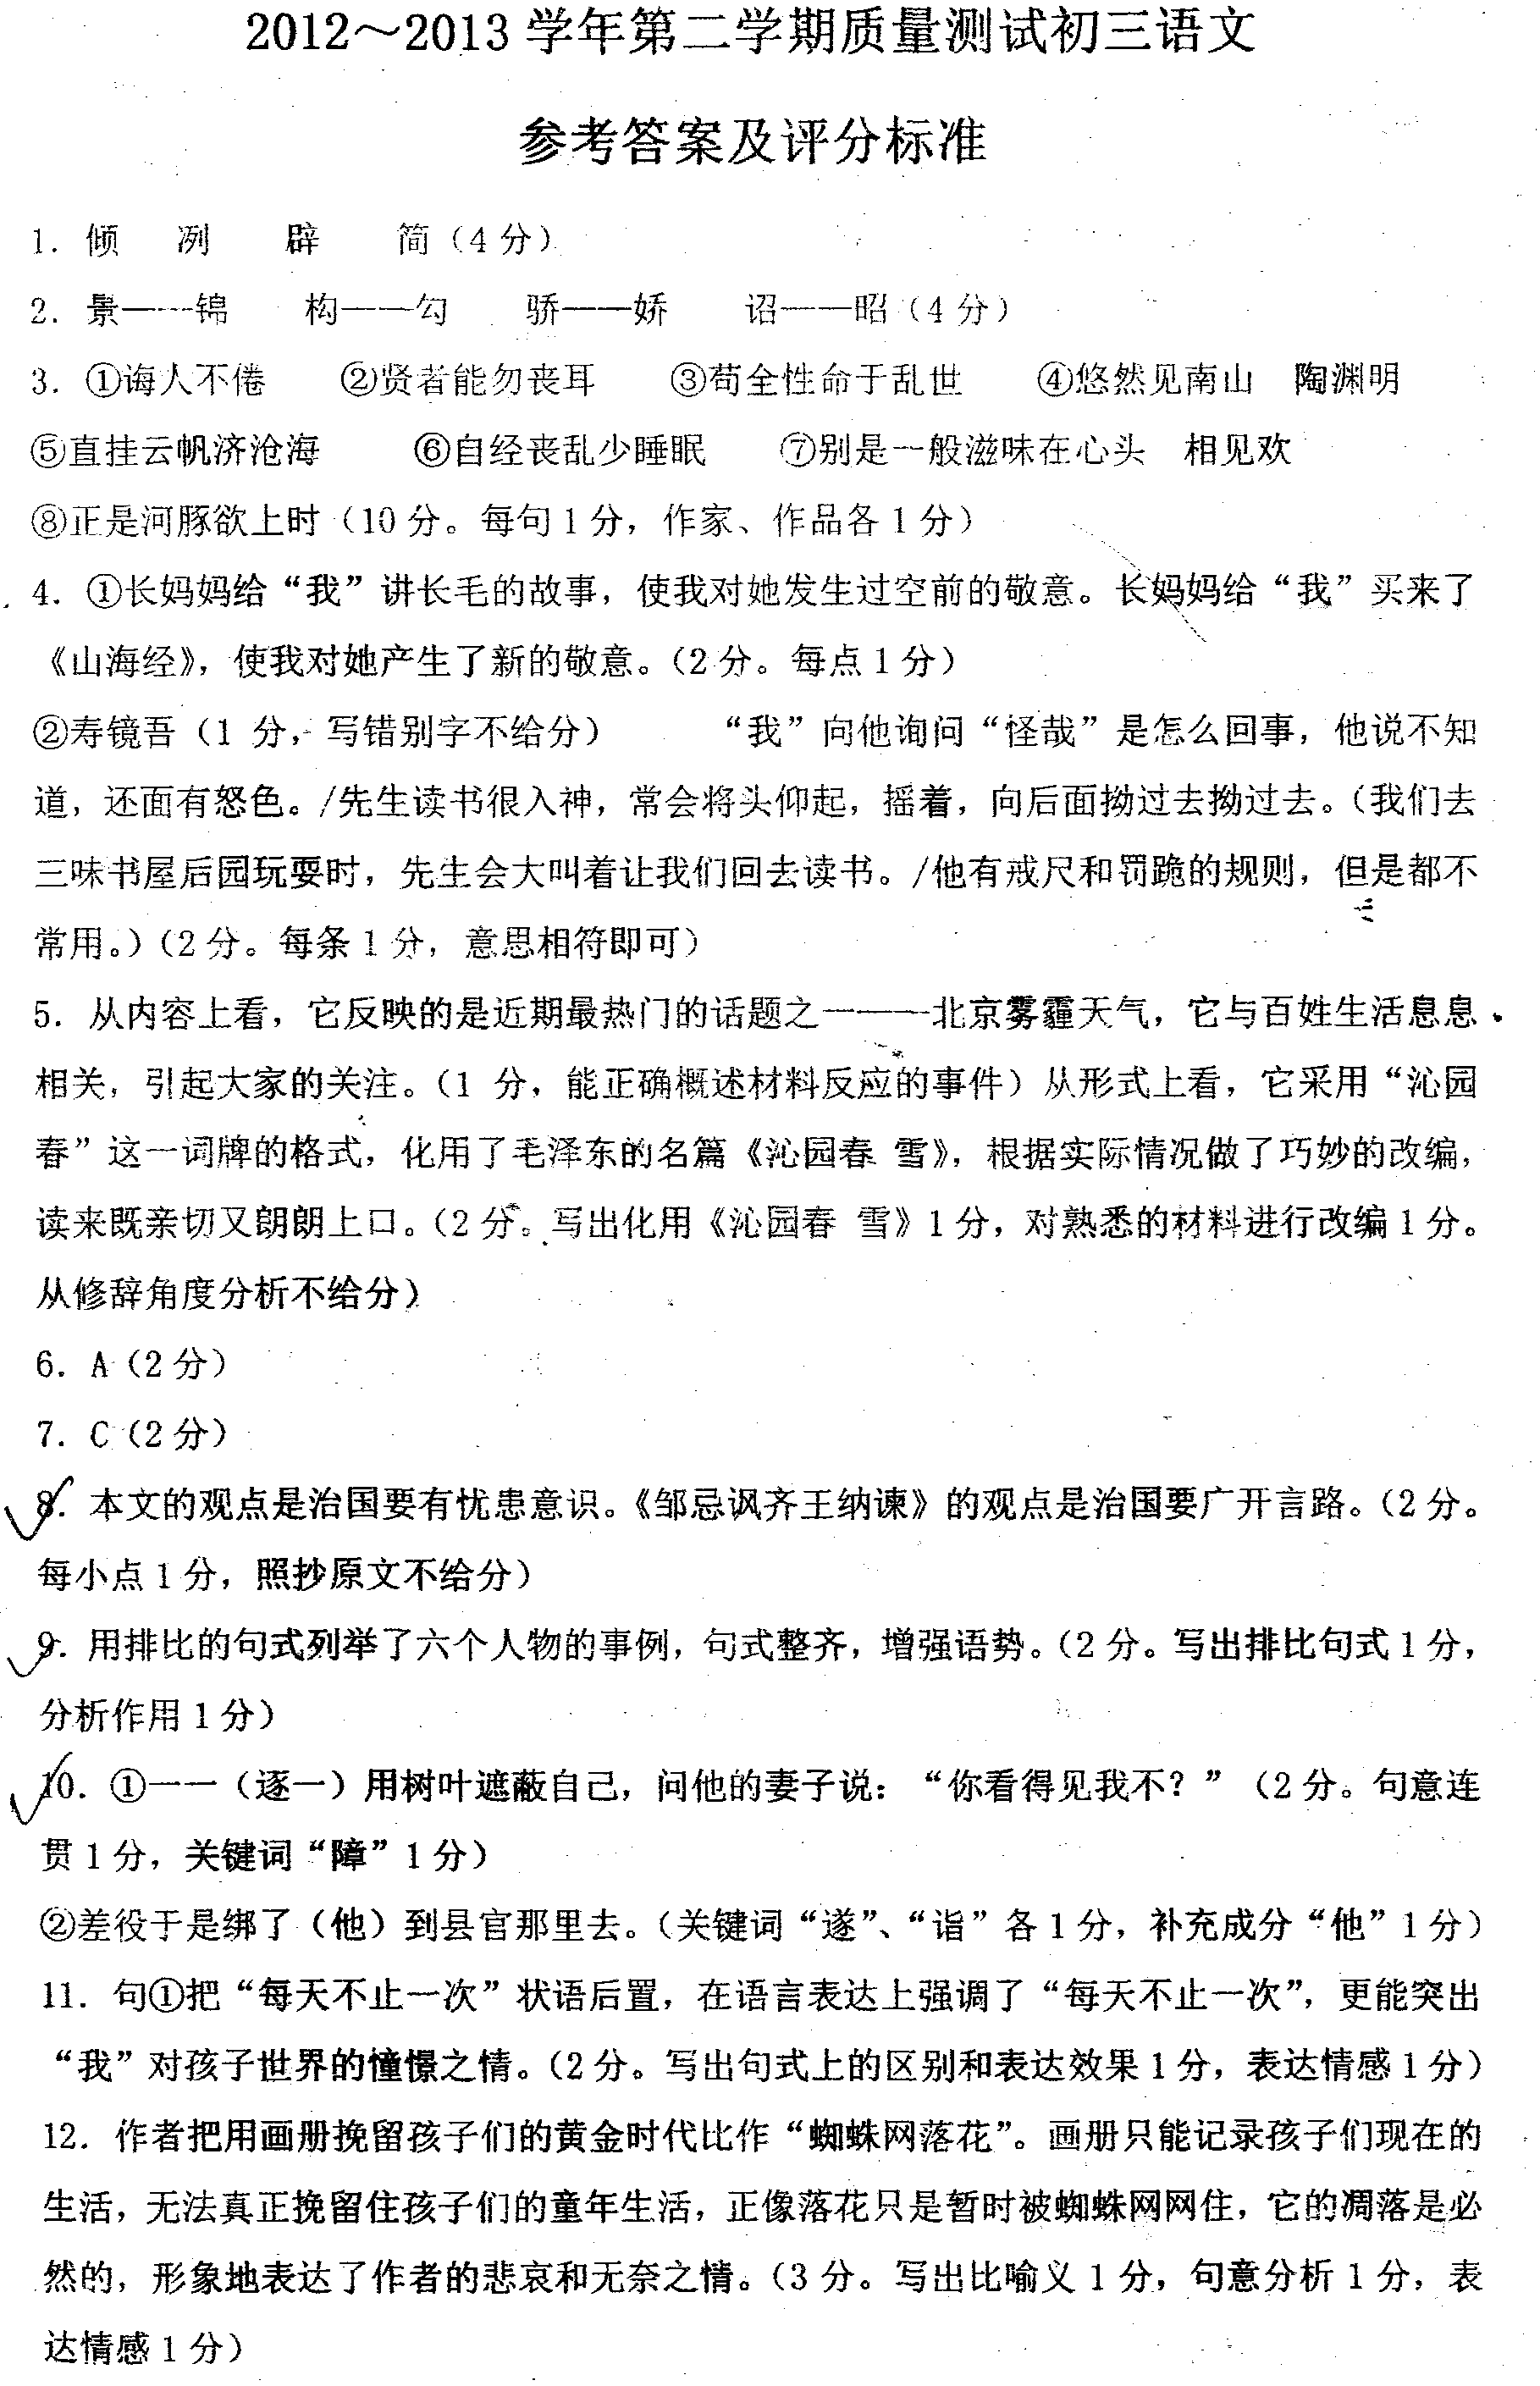 2012～2013 学年第二学期质量测试初三语文
参考答案及评分标准
1. 倾 冽 辟 简（4 分）
2. 景——锦 构——勾 骄——娇 诏——昭（4 分）
3. ①诲人不倦 ②贤者能勿丧耳 ③苟全性命于乱世 ④悠然见南山 陶渊明
⑤直挂云帆济沧海 ⑥自经丧乱少睡眠 ⑦别是一般滋味在心头 相见欢
⑧正是河豚欲上时（10 分。每句 1 分，作家、作品各 1 分）
4. ①长妈妈给“我”讲长毛的故事，使我对她发生过空前的敬意。长妈妈给“我”买来了
《山海经》，使我对她产生了新的敬意。（2 分。每点 1 分）
②寿镜吾（1 分，写错别字不给分） “我”向他询问“怪哉”是怎么回事，他说不知
道，还面有怒色。/先生读书很入神，常会将头仰起，摇着，向后面拗过去拗过去。（我们去
三味书屋后园玩耍时，先生会大叫着让我们回去读书。/他有戒尺和罚跪的规则，但是都不
常用。）（2 分。每条 1 分，意思相符即可）
5. 从内容上看，它反映的是近期最热门的话题之一——北京雾霾天气，它与百姓生活息息
相关，引起大家的关注。（1 分，能正确概述材料反应的事件）从形式上看，它采用“沁园
春”这一词牌的格式，化用了毛泽东的名篇《沁园春 雪》，根据实际情况做了巧妙的改编，
读来既亲切又朗朗上口。（2 分。写出化用《沁园春 雪》1 分，对熟悉的材料进行改编 1 分。
从修辞角度分析不给分）
6. A（2 分）
7. C（2 分）
8. 本文的观点是治国要有忧患意识。《邹忌讽齐王纳谏》的观点是治国要广开言路。（2 分。
每小点 1 分，照抄原文不给分）
9. 用排比的句式列举了六个人物的事例，句式整齐，增强语势。（2 分。写出排比句式 1 分，
分析作用 1 分）
10. ①一一（逐一）用树叶遮蔽自己，问他的妻子说：“你看得见我不？”（2 分。句意连
贯 1 分，关键词“障”1 分）
②差役于是绑了（他）到县官那里去。（关键词“遂”、“诣”各 1 分，补充成分“他”1 分）
11. 句①把“每天不止一次”状语后置，在语言表达上强调了“每天不止一次”，更能突出
“我”对孩子世界的憧憬之情。（2 分。写出句式上的区别和表达效果 1 分，表达情感 1 分）
12. 作者把用画册挽留孩子们的黄金时代比作“蜘蛛网落花”。画册只能记录孩子们现在的
生活，无法真正挽留住孩子们的童年生活，正像落花只是暂时被蜘蛛网网住，它的凋落是必
然的，形象地表达了作者的悲哀和无奈之情。（3 分。写出比喻义 1 分，句意分析 1 分，表
达情感 1 分）